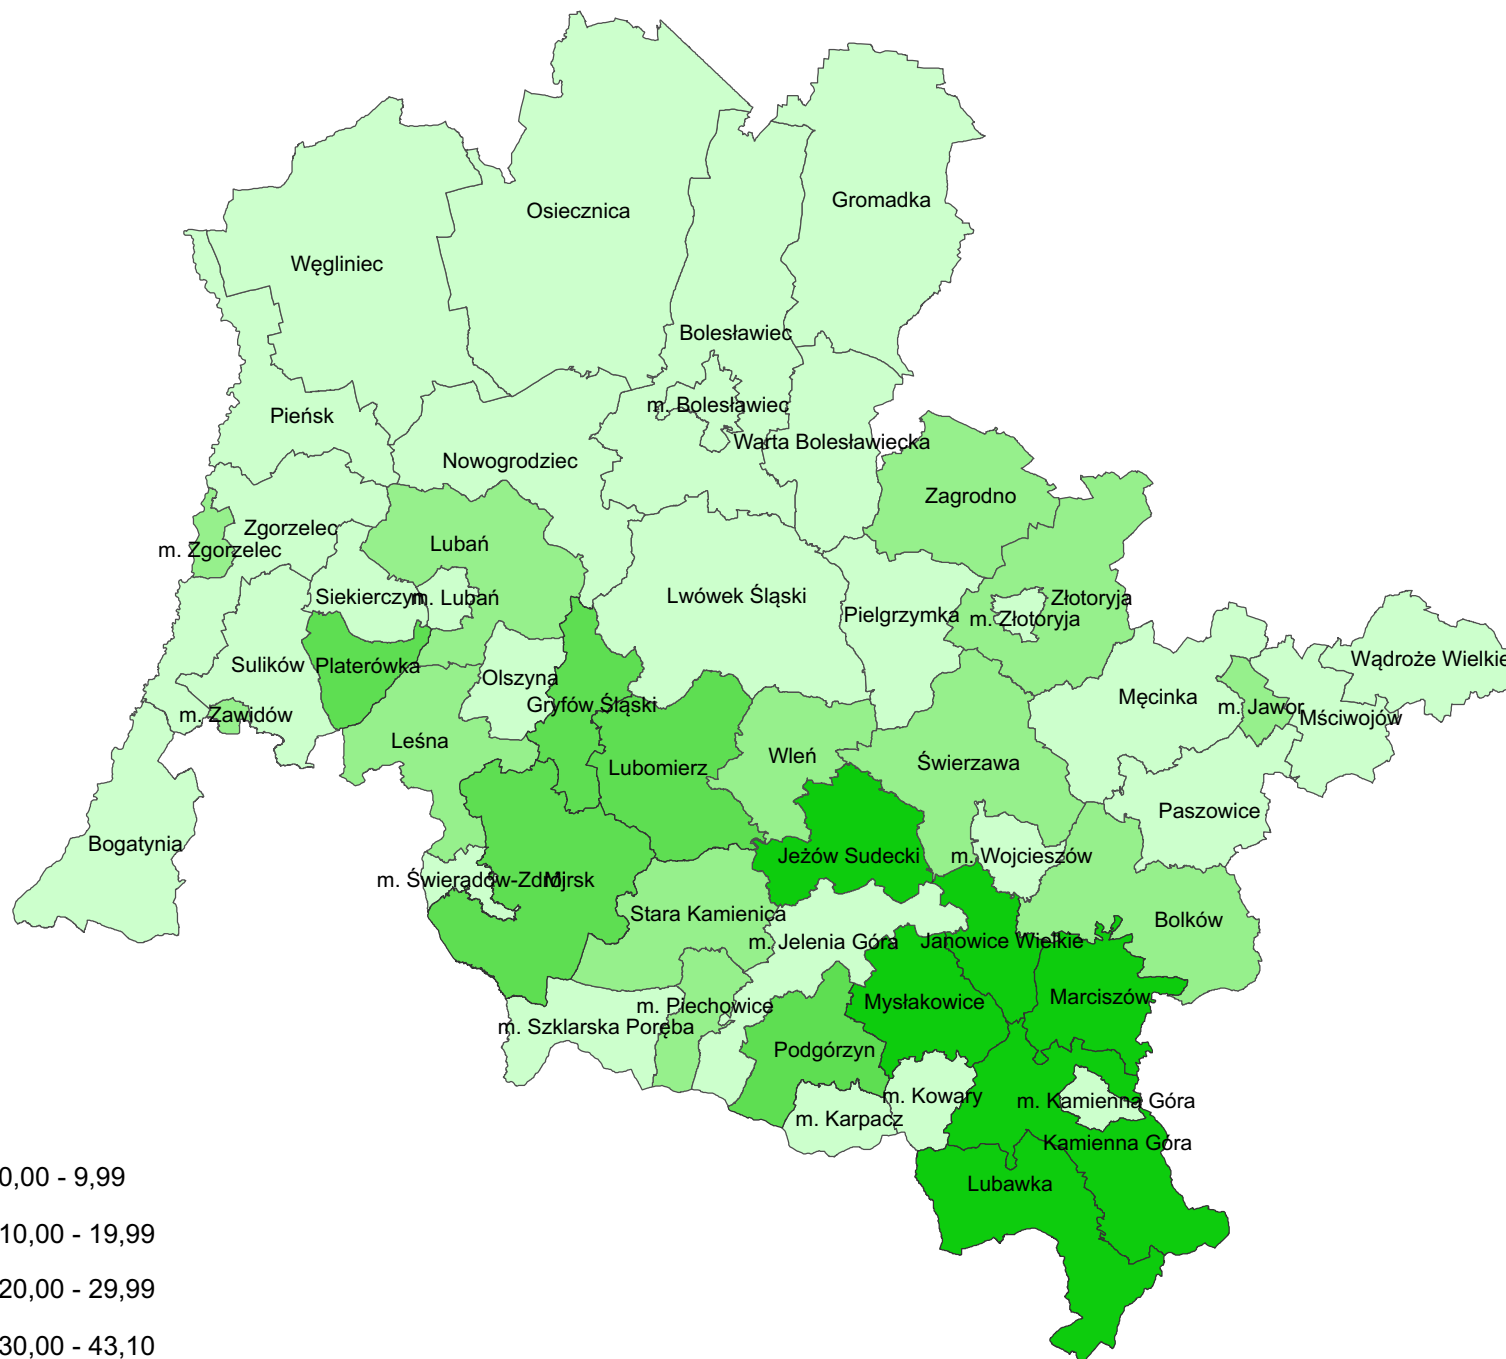 Gromadka
Osiecznica
Węgliniec
Bolesławiec
m. Bolesławiec
Pieńsk
Warta Bolesławiecka
Nowogrodziec
Zagrodno
Zgorzelec
m. Zgorzelec
Lubań
Siekierczyn
m. Lubań
Lwówek Śląski
Pielgrzymka
Złotoryja
m. Złotoryja
Wądroże Wielkie
Sulików
Platerówka
Olszyna
Męcinka
Gryfów Śląski
m. Jawor
Mściwojów
m. Zawidów
Leśna
Wleń
Świerzawa
Lubomierz
Paszowice
Bogatynia
Jeżów Sudecki
m. Wojcieszów
m. Świeradów-Zdrój
Mirsk
Stara Kamienica
Bolków
m. Jelenia Góra
Janowice Wielkie
Mysłakowice
Marciszów
m. Piechowice
m. Szklarska Poręba
Podgórzyn
m. Kowary
m. Kamienna Góra
m. Karpacz
Kamienna Góra
Lubawka
0,00 - 9,99
10,00 - 19,99
20,00 - 29,99
30,00 - 43,10